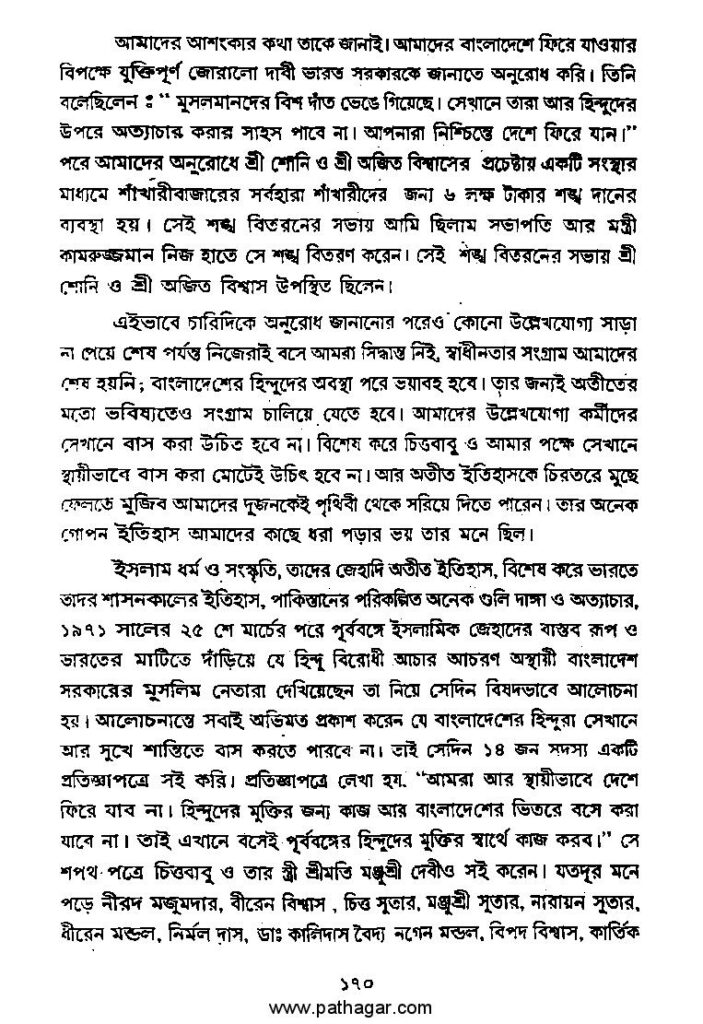 আমাদের আশংকার কথা তাকে জানাই। আমাদের বাংলাদেশে ফিরে যাওয়ার
বিপক্ষে যুক্তিপূর্ণ জোরালো দাবী ভারত সরকারকে জানাতে অনুরোধ করি। তিনি
বলেছিলেন ঃ “ মুসলমানদের বিশ দাঁত ভেঙে গিয়েছে। সেখানে তারা আর হিন্দুদের
উপরে অত্যাচার করার সাহস পাবে না। আপনারা নিশ্চিন্তে দেশে ফিরে যান।”
পরে আমাদের অনুরোধে শ্রী শোনি ও শ্রী অজিত বিশ্বাসের প্রচেষ্টায় একটি সংস্থার
মাধ্যমে শাঁখারীবাজারের সর্বহারা শাঁখারীদের জন্য ৬ লক্ষ টাকার শঙ্খ দানের
ব্যবস্থা হয়। সেই শঙ্খ বিতরনের সভায় আমি ছিলাম সভাপতি আর মন্ত্রী
কামরুজ্জমান নিজ হাতে সে শঙ্খ বিতরণ করেন। সেই শঙ্খ বিতরনের সভায় শ্রী
শোনি ও শ্রী অজিত বিশ্বাস উপস্থিত ছিলেন।
এইভাবে চারিদিকে অনুরোধ জানানোর পরেও কোনো উল্লেখযোগ্য সাড়া
না পেয়ে শেষ পর্যন্ত নিজেরাই বসে আমরা সিদ্ধান্ত নিই, স্বাধীনতার সংগ্রাম আমাদের
শেষ হয়নি; বাংলাদেশের হিন্দুদের অবস্থা পরে ভয়াবহ হবে। তার জন্যই অতীতের
মতো ভবিষ্যতেও সংগ্রাম চালিয়ে যেতে হবে। আমাদের উল্লেখযোগ্য কর্মীদের
সেখানে বাস করা উচিত হবে না। বিশেষ করে চিত্তবাবু ও আমার পক্ষে সেখানে
স্থায়ীভাবে বাস করা মোটেই উচিৎ হবে না। আর অতীত ইতিহাসকে চিরতরে মুছে
ফেলতে মুজিব আমাদের দুজনকেই পৃথিবী থেকে সরিয়ে দিতে পারেন। তার অনেক
গোপন ইতিহাস আমাদের কাছে ধরা পড়ার ভয় তার মনে ছিল।
ইসলাম ধর্ম ও সংস্কৃতি, তাদের জেহাদি অতীত ইতিহাস, বিশেষ করে ভারতে
তাদর শাসনকালের ইতিহাস, পাকিস্তানের পরিকল্পিত অনেক গুলি দাঙ্গা ও অত্যাচার,
১৯৭১ সালের ২৫ শে মার্চের পরে পূর্ববঙ্গে ইসলামিক জেহাদের বাস্তব রূপ ও
ভারতের মাটিতে দাঁড়িয়ে যে হিন্দু বিরোধী আচার আচরণ অস্থায়ী বাংলাদেশ
সরকারের মুসলিম নেতারা দেখিয়েছেন তা নিয়ে সেদিন বিষদভাবে আলোচনা
হয়। আলোচনান্তে সবাই অভিমত প্রকাশ করেন যে বাংলাদেশের হিন্দুরা সেখানে
আর সুখে শান্তিতে বাস করতে পারবে না। তাই সেদিন ১৪ জন সদস্য একটি
প্রতিজ্ঞাপত্রে সই করি। প্রতিজ্ঞাপত্রে লেখা হয়. “আমরা আর স্থায়ীভাবে দেশে
ফিরে যাব না। হিন্দুদের মুক্তির জন্য কাজ আর বাংলাদেশের ভিতরে বসে করা
যাবে না। তাই এখানে বসেই পূর্ববঙ্গের হিন্দুদের মুক্তির স্বার্থে কাজ করব।” সে
শপথ পত্রে চিত্তবাবু ও তার স্ত্রী শ্রীমতি মঞ্জুশ্রী দেবীও সই করেন। যতদূর মনে
পড়ে নীরদ মজুমদার, বীরেন বিশ্বাস, চিত্ত সুতার, মঞ্জুশ্রী সুতার, নারায়ন সুতার,
ধীরেন মন্ডল, নির্মল দাস, ডাঃ কালিদাস বৈদ্য নগেন মন্ডল, বিপদ বিশ্বাস, কার্তিক
১৭০
www.pathagar.com